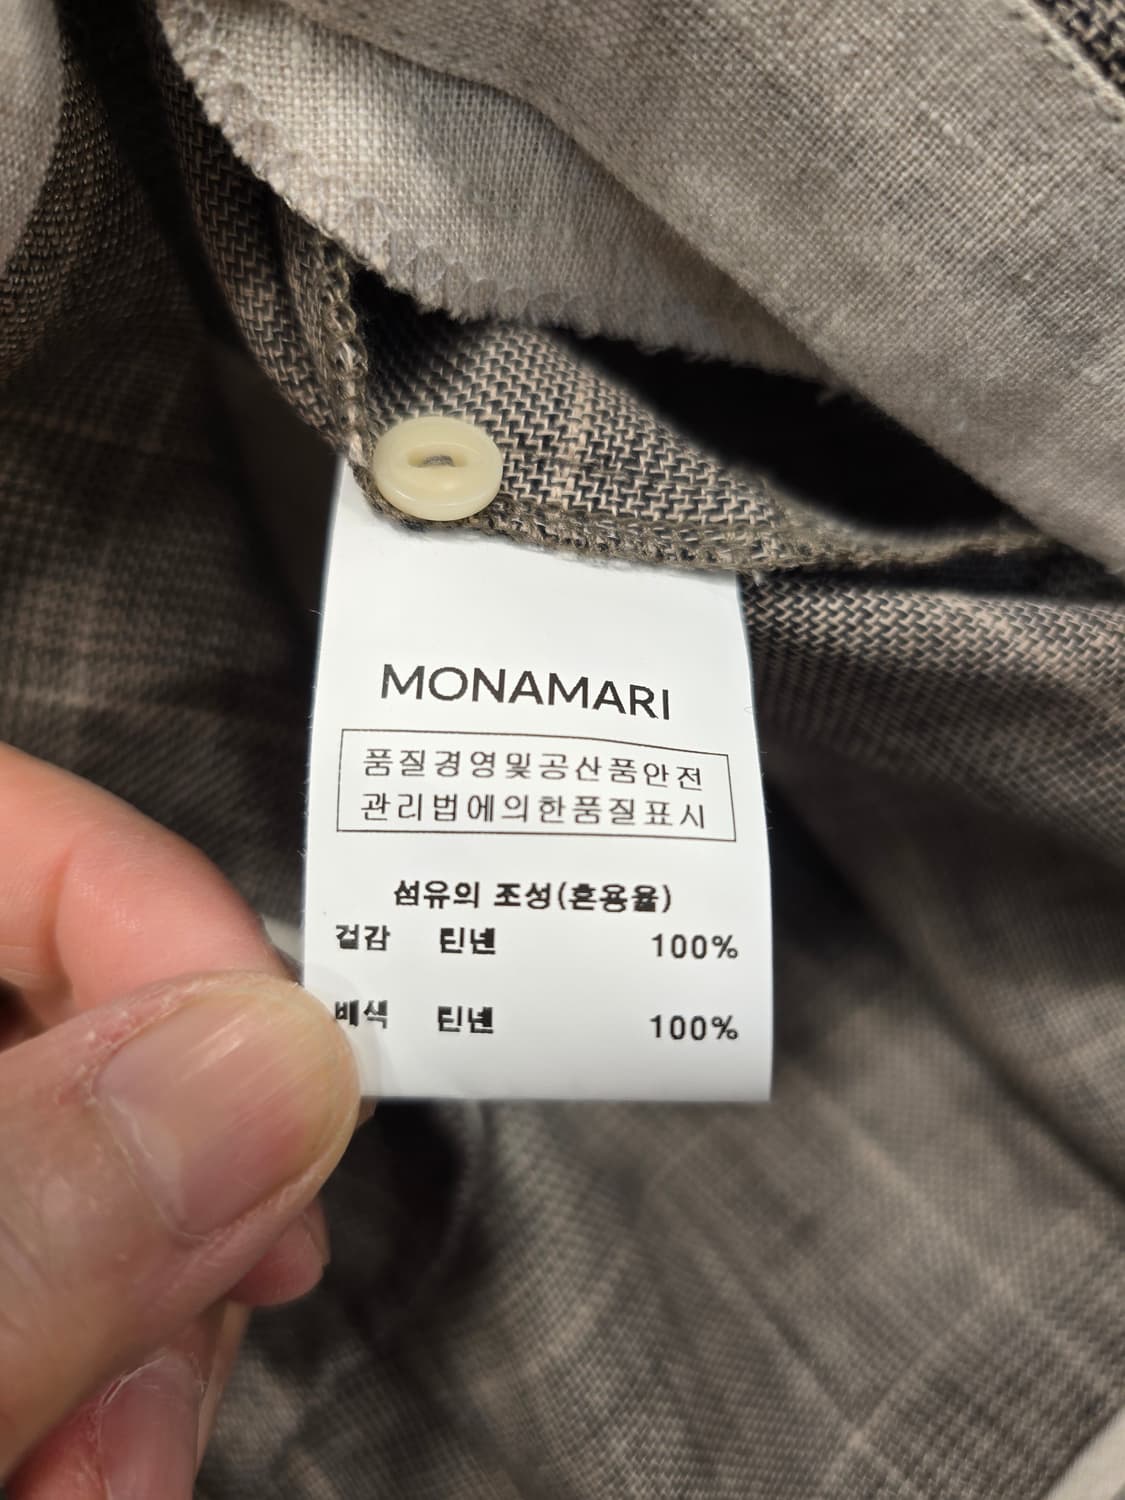 MONAMARI
품질경영및공산품안전
관리법에의한품질표시
섬유의 조성(혼용율)
겉감 린넨 100%
배색 린넨 100%